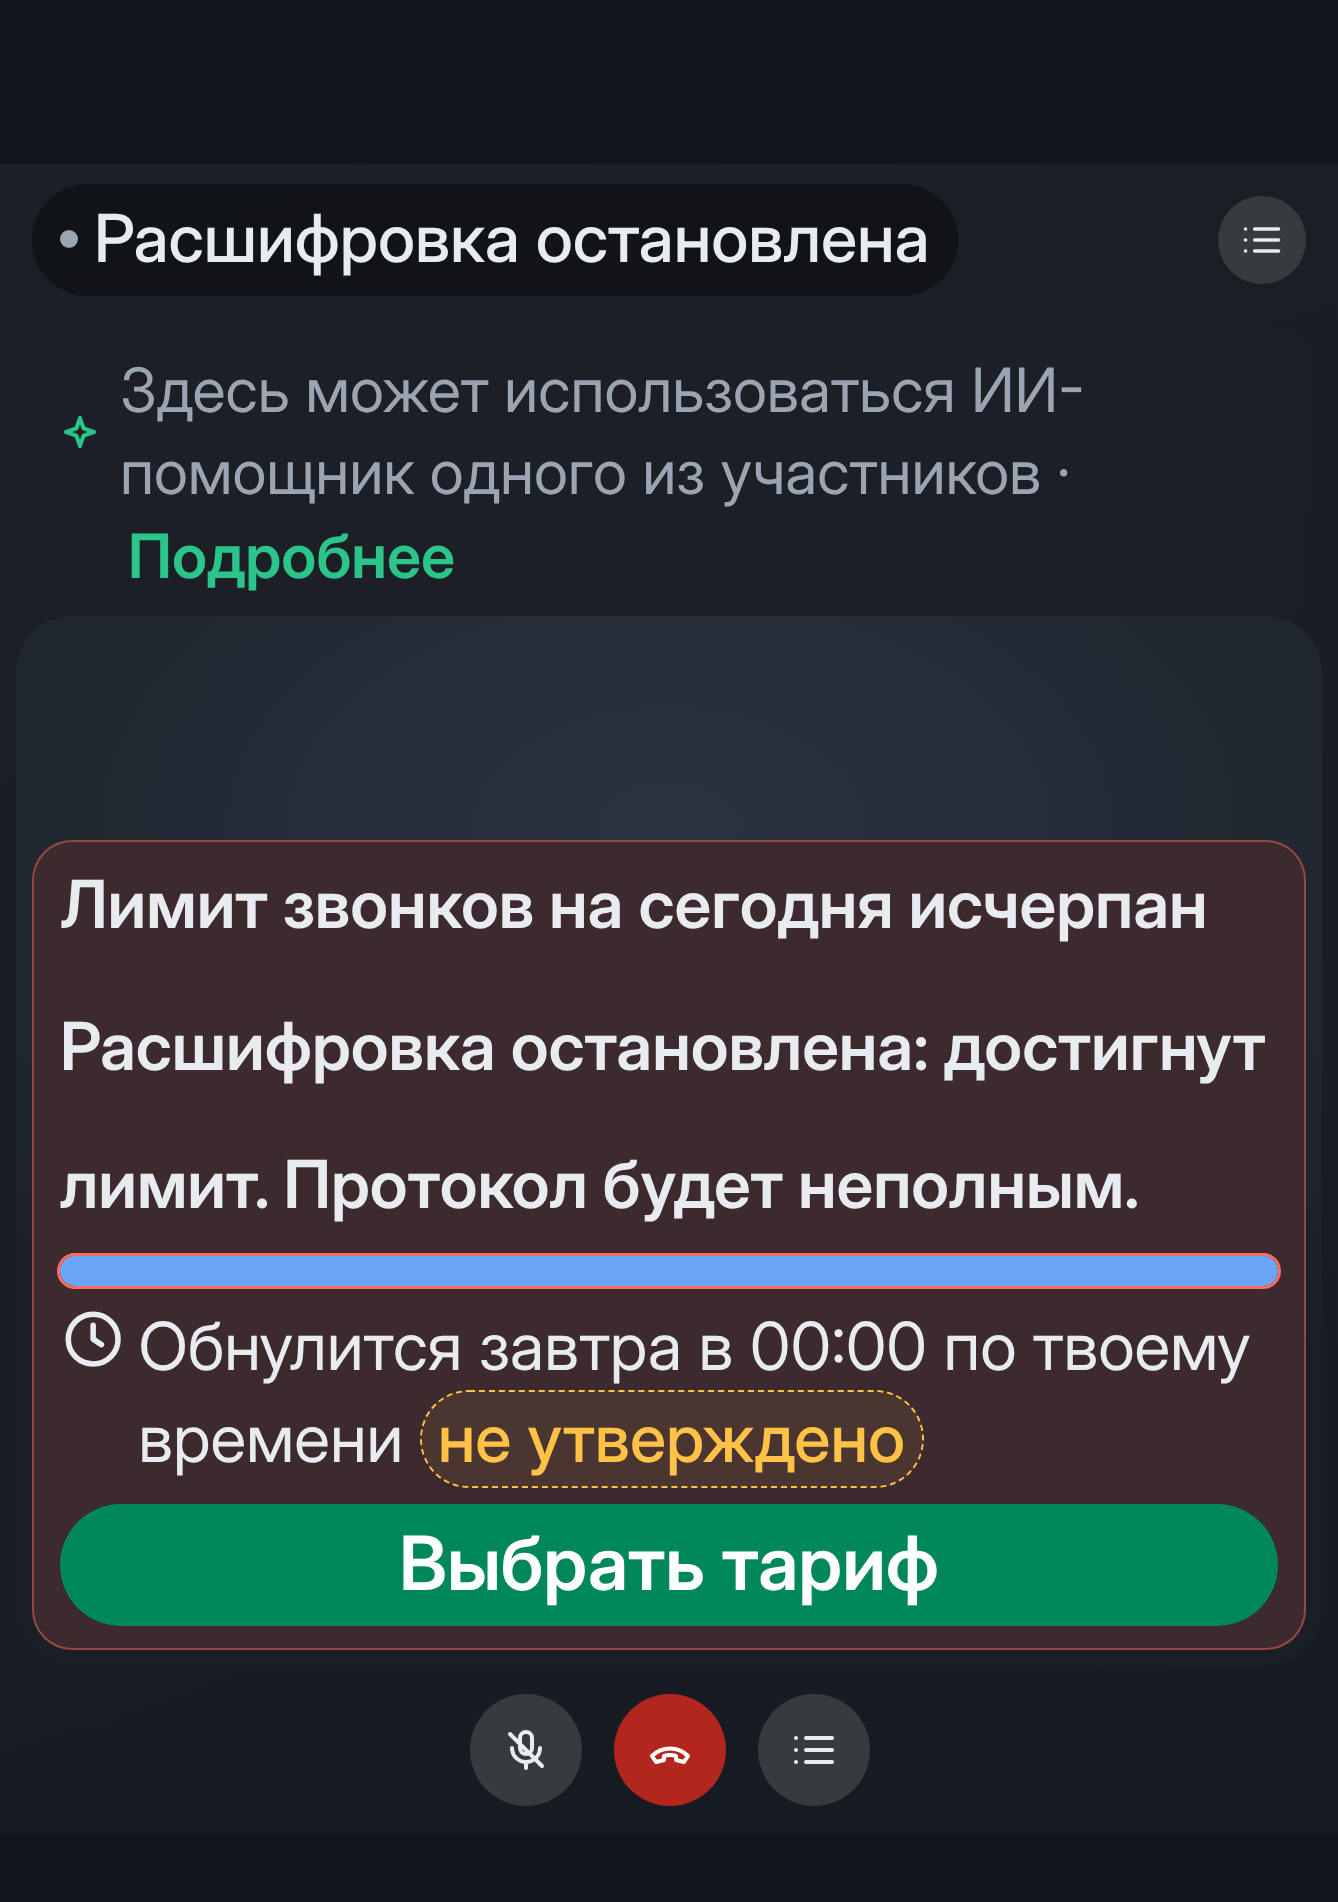 Расшифровка остановлена
Здесь может использоваться ИИ-
помощник одного из участников ·
Подробнее
Лимит звонков на сегодня исчерпан
Расшифровка остановлена: достигнут
лимит. Протокол будет неполным.
Обнулится завтра в 00:00 по твоему
времени не утверждено
Выбрать тариф